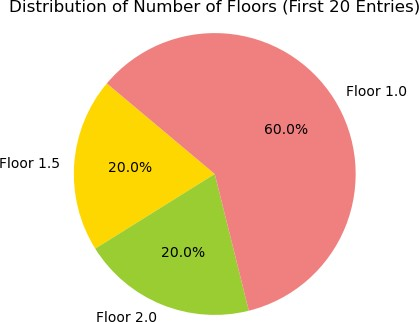 Distribution of Number of Floors (First 20 Entries)
Floor 1.0
60.0%
Floor 1.5
20.0%
20.0%
Floor 2.0